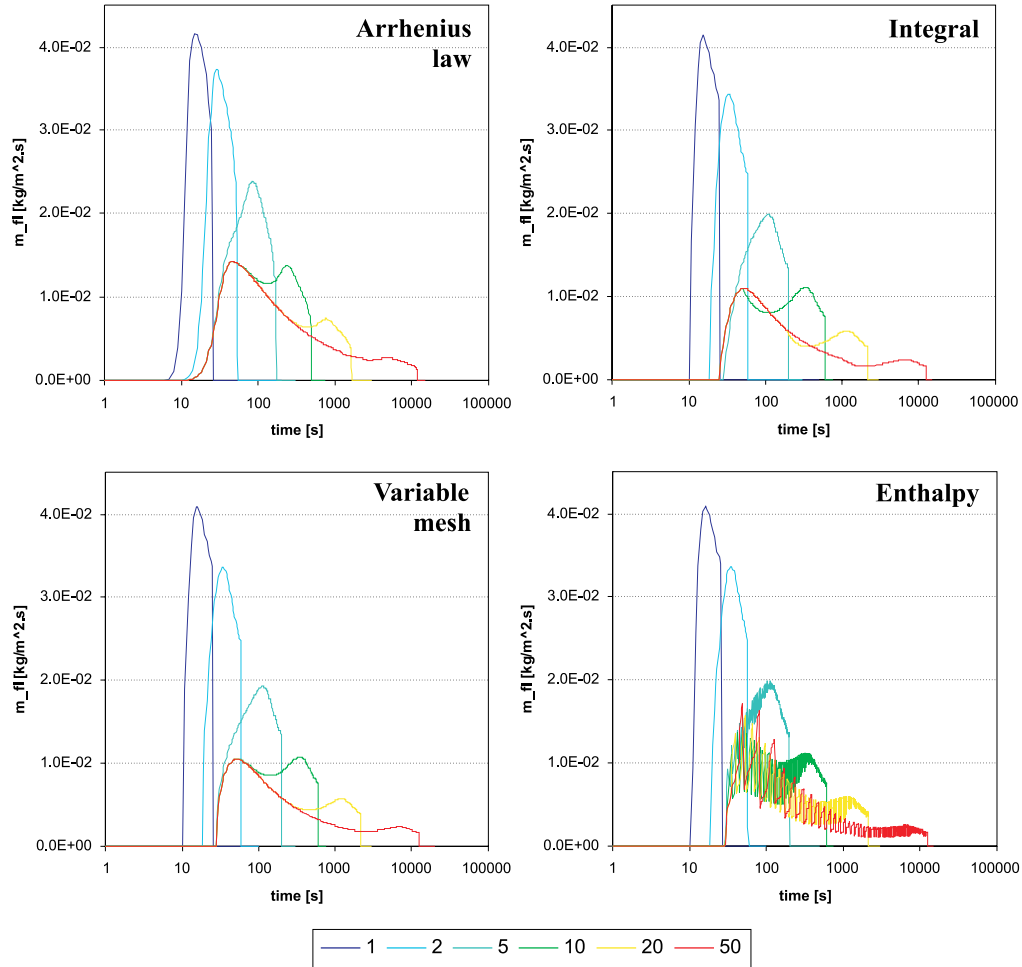 Arrhenius
law
4.0E-02
3.0E-02
2.0E-02
1.0E-02
0.0E+00
m_fl [kg/m^2.s]
1 10 100 1000 10000 100000
time [s]
Integral
4.0E-02
3.0E-02
2.0E-02
1.0E-02
0.0E+00
m_fl [kg/m^2.s]
1 10 100 1000 10000 100000
time [s]
Variable
mesh
4.0E-02
3.0E-02
2.0E-02
1.0E-02
0.0E+00
m_fl [kg/m^2.s]
1 10 100 1000 10000 100000
time [s]
Enthalpy
4.0E-02
3.0E-02
2.0E-02
1.0E-02
0.0E+00
m_fl [kg/m^2.s]
1 10 100 1000 10000 100000
time [s]
1 2 5 10 20 50